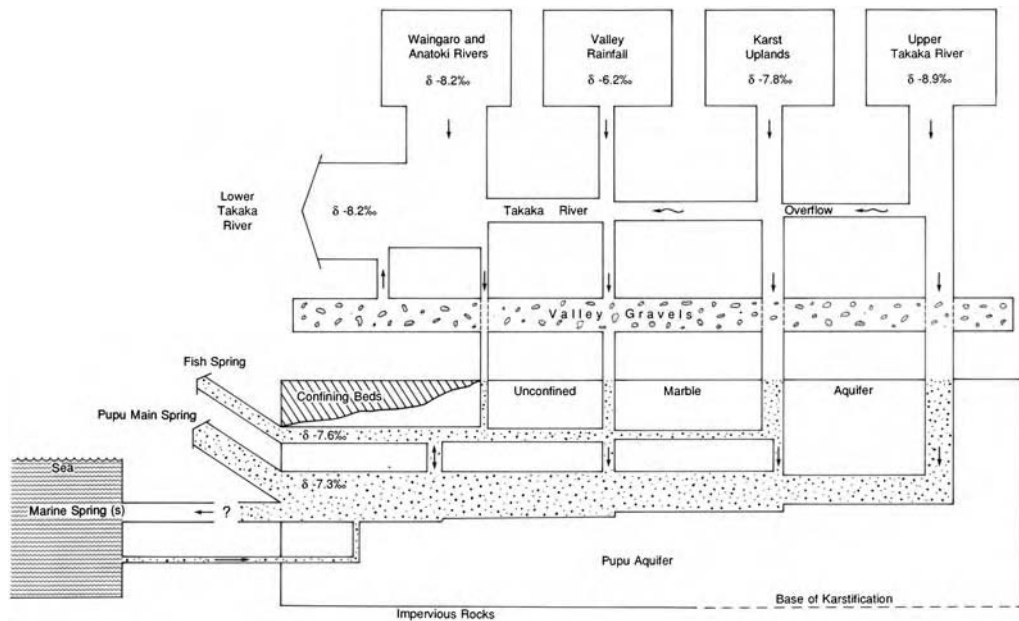 Waingaro and
Anatoki Rivers
δ -8.2‰
Valley
Rainfall
δ -6.2‰
Karst
Uplands
δ -7.8‰
Upper
Takaka River
δ -8.9‰
Lower
Takaka
River
δ -8.2‰
Takaka River
Overflow
Valley Gravels
Fish Spring
Confining Beds
Unconfined
Marble
Aquifer
Pupu Main Spring
δ -7.6‰
Sea
δ -7.3‰
Marine Spring (s)
?
Pupu Aquifer
Base of Karstification
Impervious Rocks